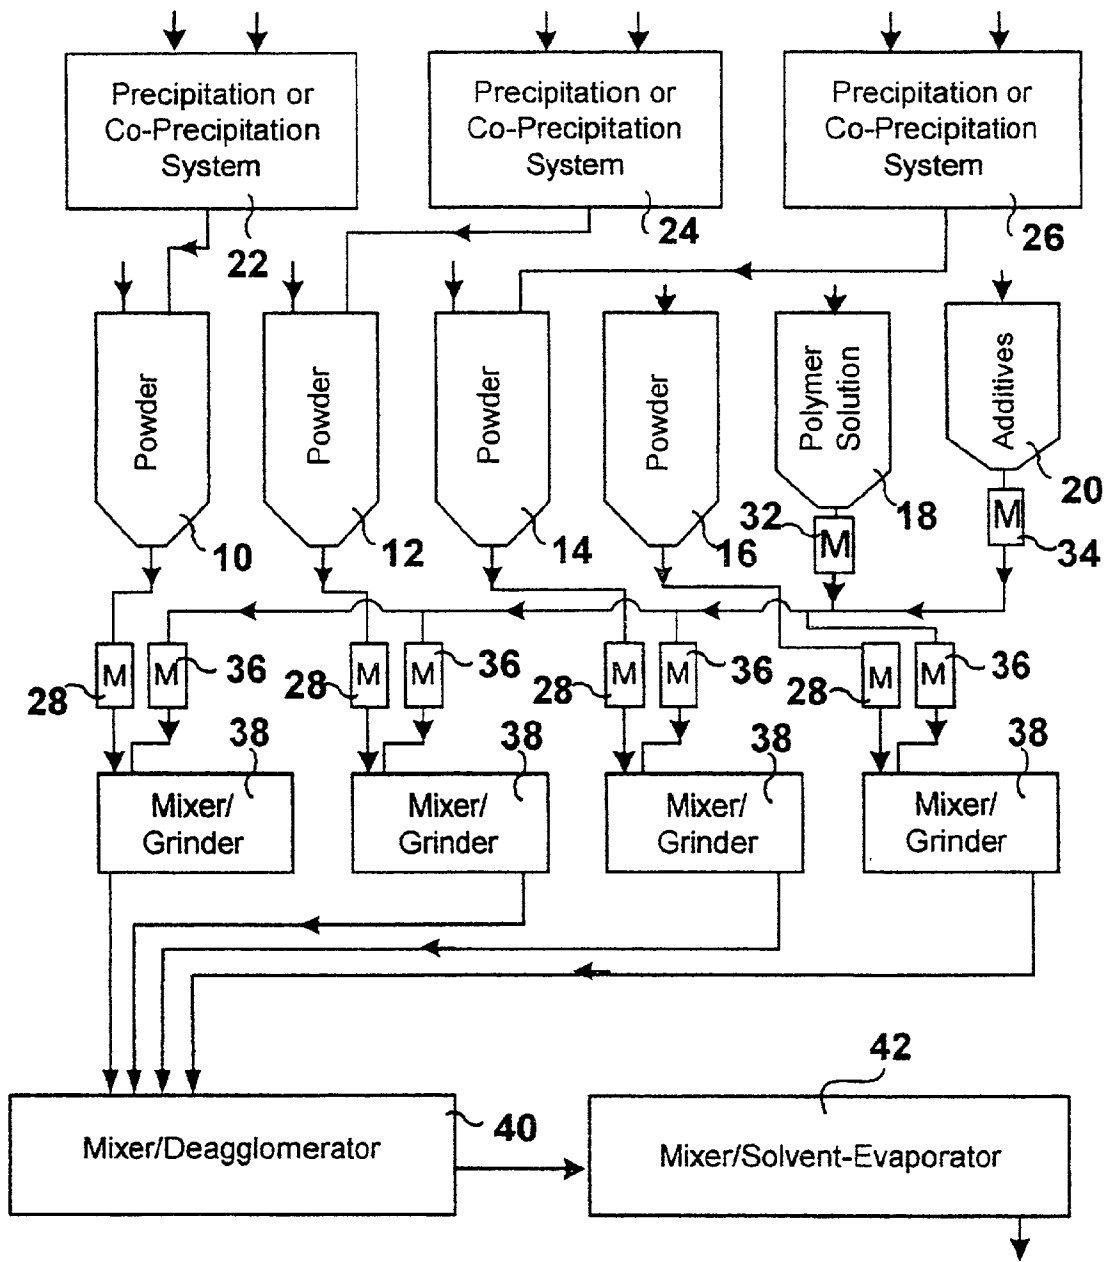 Precipitation or
Co-Precipitation
System
22
Precipitation or
Co-Precipitation
System
24
Precipitation or
Co-Precipitation
System
26
Powder
10
Powder
12
Powder
14
Powder
16
Polymer
Solution
18
Additives
20
32
M
M
34
28
M
M
36
28
M
M
36
28
M
M
36
28
M
M
36
38
38
38
38
Mixer/
Grinder
Mixer/
Grinder
Mixer/
Grinder
Mixer/
Grinder
42
Mixer/Deagglomerator
40
Mixer/Solvent-Evaporator